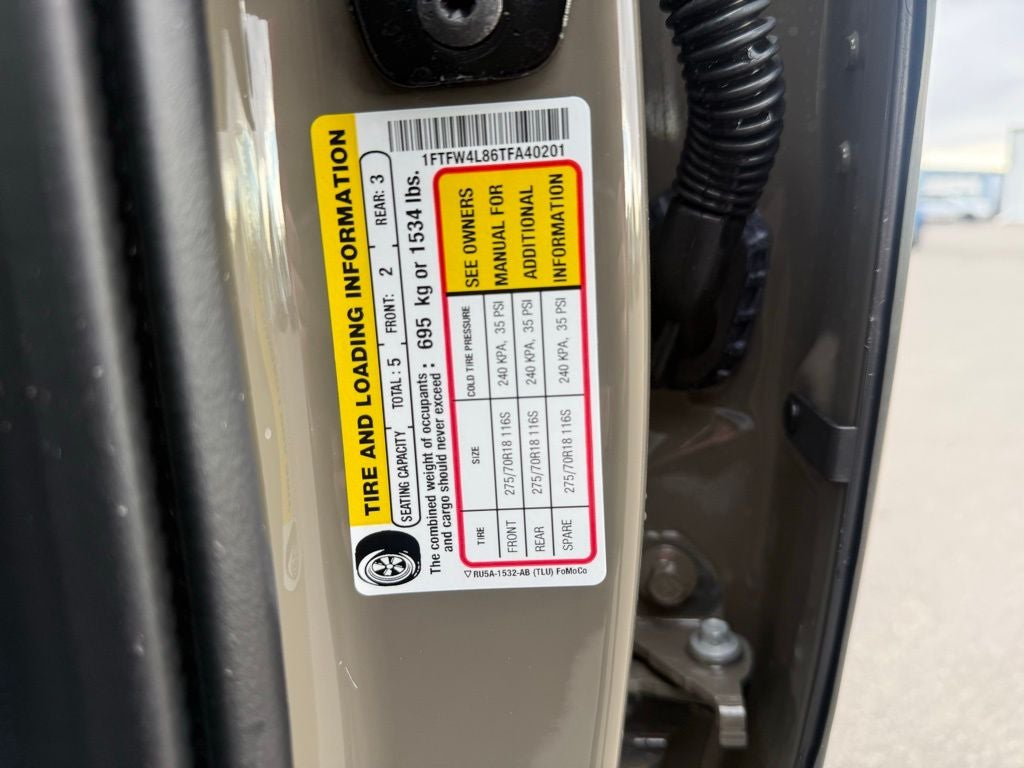 1FTFW4L86TFA40201
TIRE AND LOADING INFORMATION
SEATING CAPACITY TOTAL : 5 FRONT: 2 REAR: 3
The combined weight of occupants : 695 kg or 1534 lbs.
and cargo should never exceed :
TIRE SIZE COLD TIRE PRESSURE
FRONT 275/70R18 116S 240 KPA, 35 PSI
REAR 275/70R18 116S 240 KPA, 35 PSI
SPARE 275/70R18 116S 240 KPA, 35 PSI
SEE OWNERS
MANUAL FOR
ADDITIONAL
INFORMATION
RU5A-1532-AB (TLU) FoMoCo